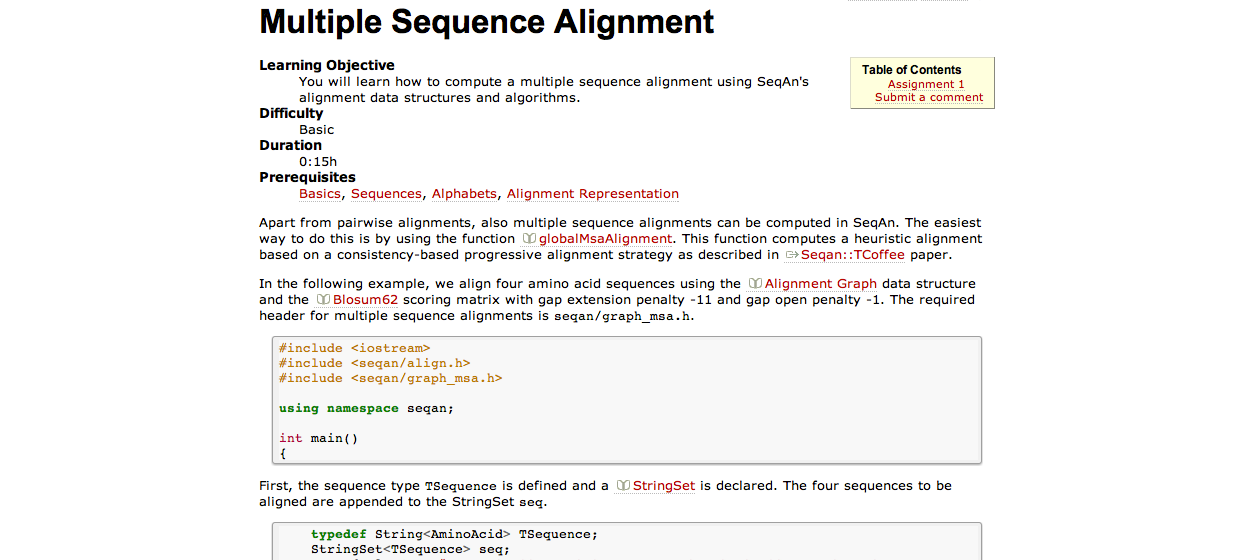 Multiple Sequence Alignment
Learning Objective
You will learn how to compute a multiple sequence alignment using SeqAn's
alignment data structures and algorithms.
Difficulty
Basic
Duration
0:15h
Prerequisites
Basics, Sequences, Alphabets, Alignment Representation
Table of Contents
Assignment 1
Submit a comment
Apart from pairwise alignments, also multiple sequence alignments can be computed in SeqAn. The easiest
way to do this is by using the function globalMsaAlignment. This function computes a heuristic alignment
based on a consistency-based progressive alignment strategy as described in Seqan::TCoffee paper.
In the following example, we align four amino acid sequences using the Alignment Graph data structure
and the Blosum62 scoring matrix with gap extension penalty -11 and gap open penalty -1. The required
header for multiple sequence alignments is seqan/graph_msa.h.
#include <iostream>
#include <seqan/align.h>
#include <seqan/graph_msa.h>
using namespace seqan;
int main()
{
First, the sequence type TSequence is defined and a StringSet is declared. The four sequences to be
aligned are appended to the StringSet seq.
typedef String<AminoAcid> TSequence;
StringSet<TSequence> seq;